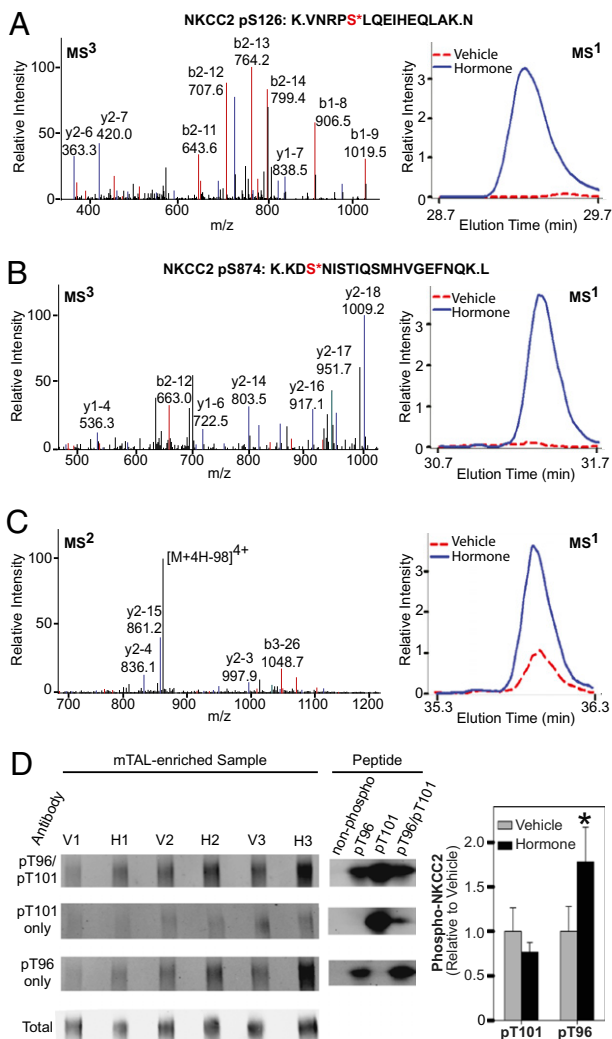 A
NKCC2 pS126: K.VNRPS*LQEIHEQLAK.N
MS3
Relative Intensity
100
50
0
y2-6
363.3
y2-7
420.0
b2-11
643.6
b2-12
707.6
b2-13
764.2
b2-14
799.4
y1-7
838.5
b1-8
906.5
b1-9
1019.5
400 600 800 1000
m/z
MS1
Vehicle
Hormone
Relative Intensity
3
2
1
0
28.7 29.7
Elution Time (min)
B
NKCC2 pS874: K.KDS*NISTIQSMHVGEFNQK.L
MS3
Relative Intensity
100
50
0
y1-4
536.3
b2-12
663.0
y1-6
722.5
y2-14
803.5
y2-16
917.1
y2-17
951.7
y2-18
1009.2
500 600 700 800 900 1000
m/z
MS1
Vehicle
Hormone
Relative Intensity
3
2
1
0
30.7 31.7
Elution Time (min)
C
MS2
Relative Intensity
100
50
0
[M+4H-98]4+
y2-15
861.2
y2-4
836.1
y2-3
997.9
b3-26
1048.7
700 800 900 1000 1100 1200
m/z
MS1
Vehicle
Hormone
Relative Intensity
3
2
1
0
35.3 36.3
Elution Time (min)
D
mTAL-enriched Sample
Peptide
Antibody
V1 H1 V2 H2 V3 H3
non-phospho
pT96
pT101
pT96/pT101
pT96/
pT101
pT101
only
pT96
only
Total
Phospho-NKCC2
(Relative to Vehicle)
Vehicle
Hormone
*
2.0
1.5
1.0
0.5
0.0
pT101 pT96